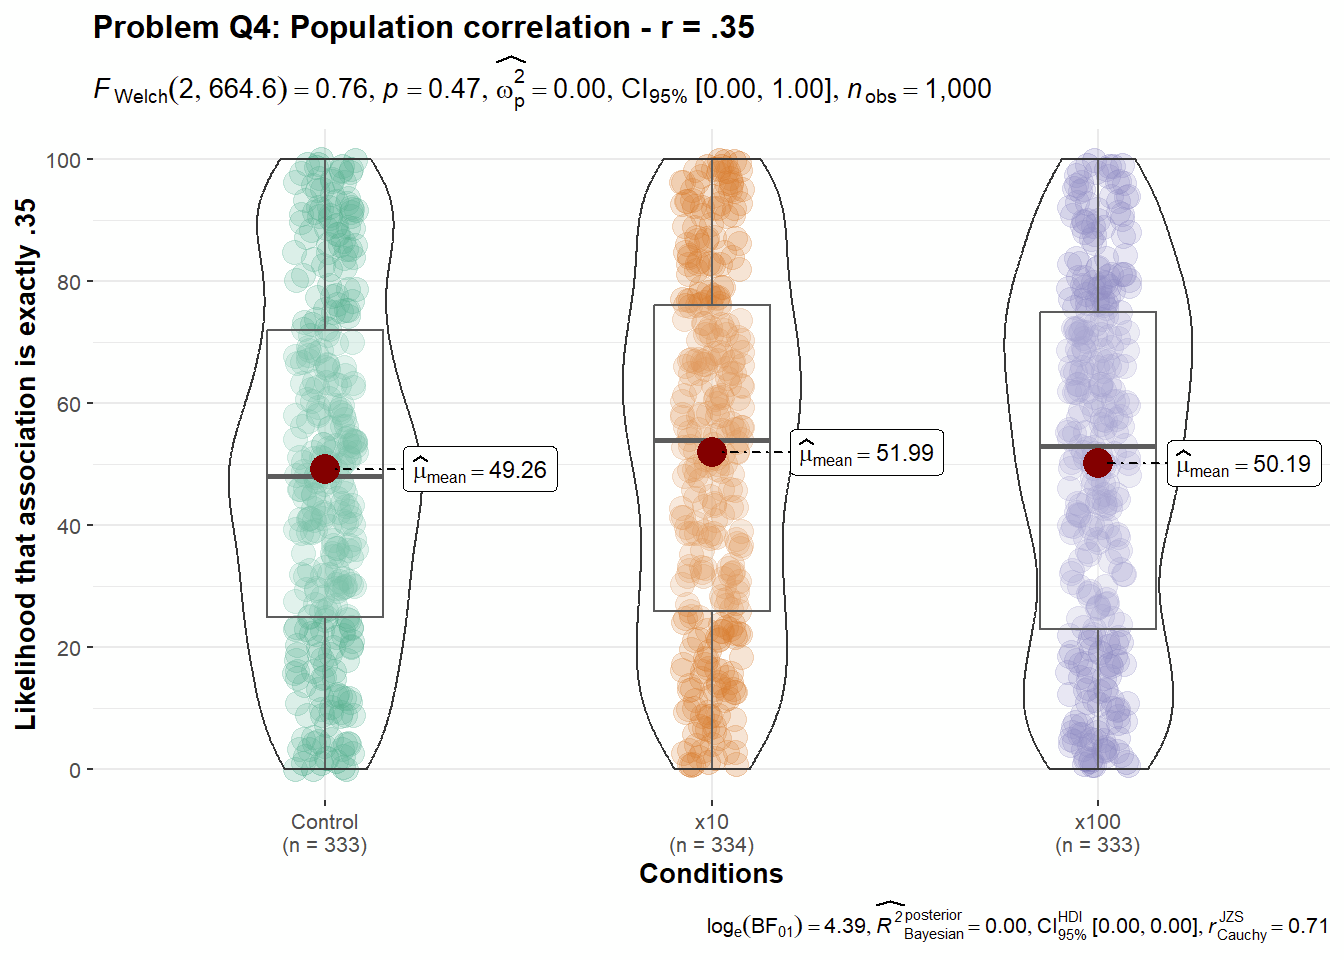 Problem Q4: Population correlation - r = .35
F Welch(2, 664.6) = 0.76, p = 0.47, ω̂²p = 0.00, CI95% [0.00, 1.00], nobs = 1,000
Likelihood that association is exactly .35
100
80
60
40
20
0
μ̂mean = 49.26
μ̂mean = 51.99
μ̂mean = 50.19
Control
(n = 333)
x10
(n = 334)
x100
(n = 333)
Conditions
loge(BF01) = 4.39, R̂² posterior Bayesian = 0.00, CI HDI 95% [0.00, 0.00], r JZS Cauchy = 0.71